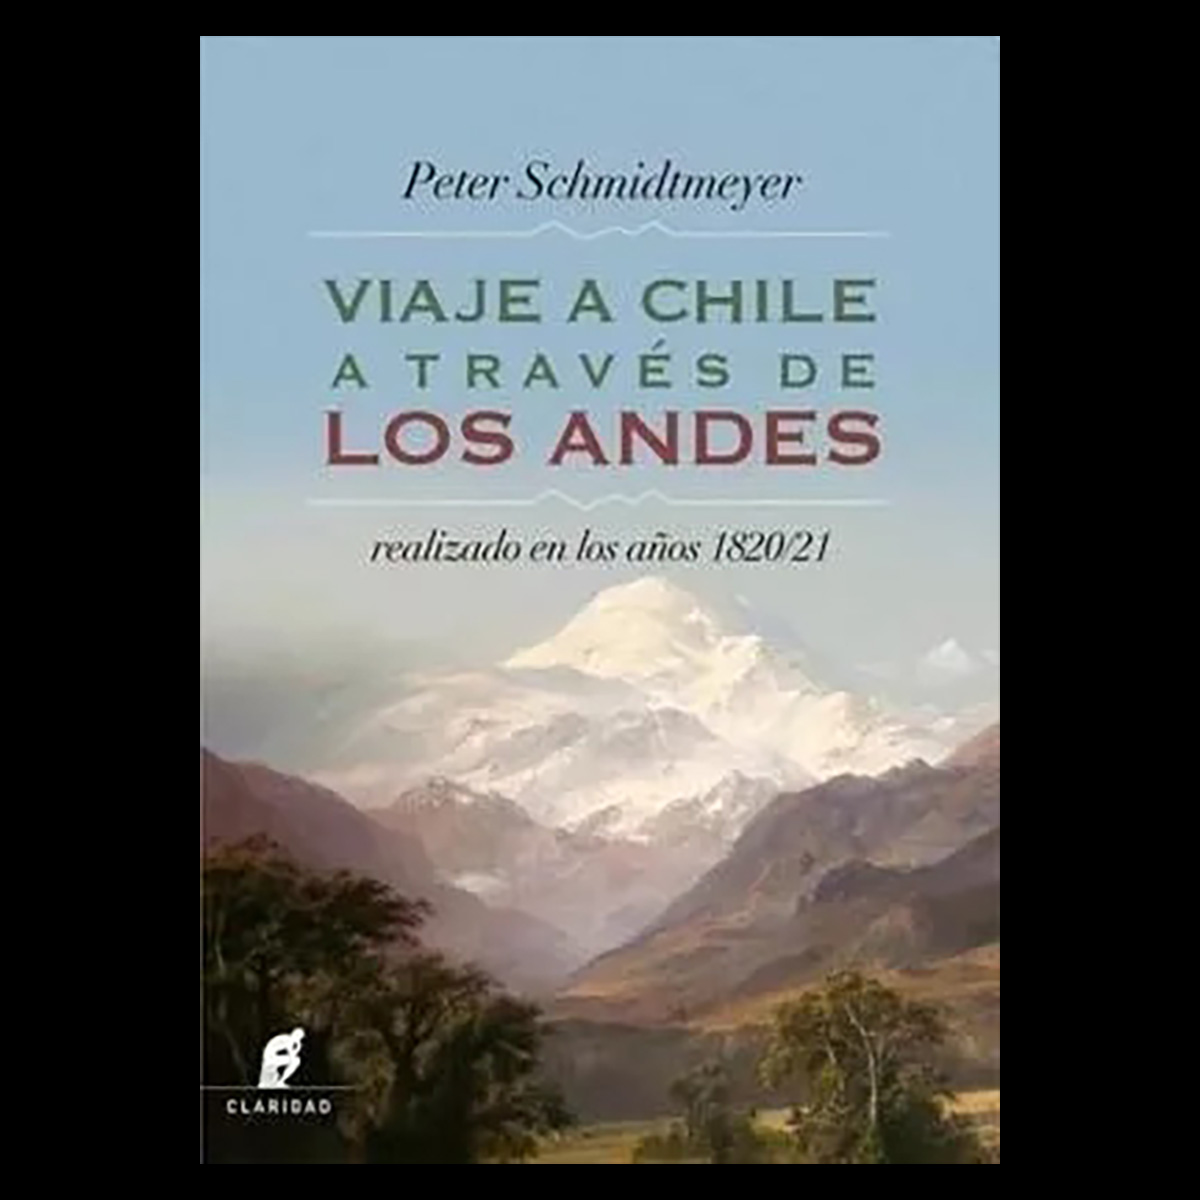 Peter Schmidtmeyer
VIAJE A CHILE
A TRAVÉS DE
LOS ANDES
realizado en los años 1820/21
CLARIDAD